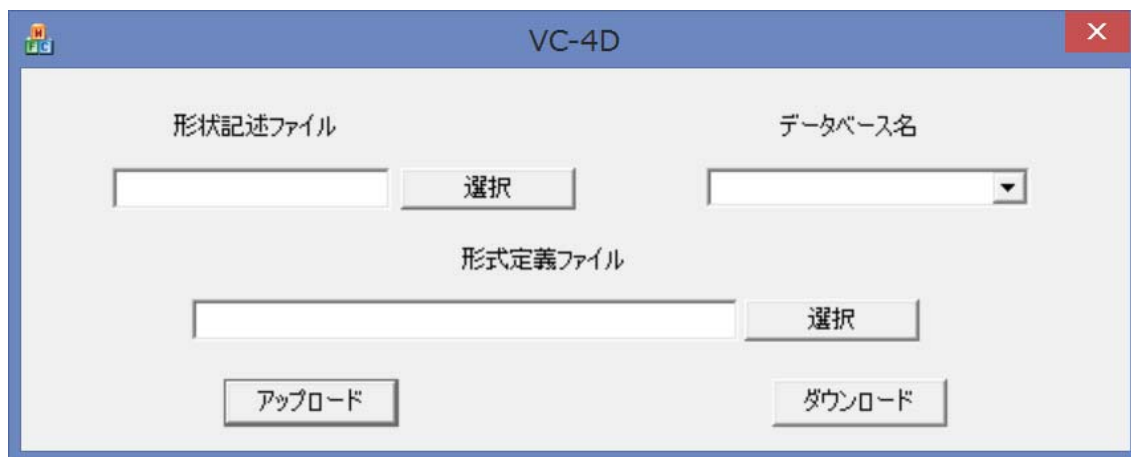 VC-4D
形状記述ファイル
データベース名
選択
形式定義ファイル
選択
アップロード
ダウンロード